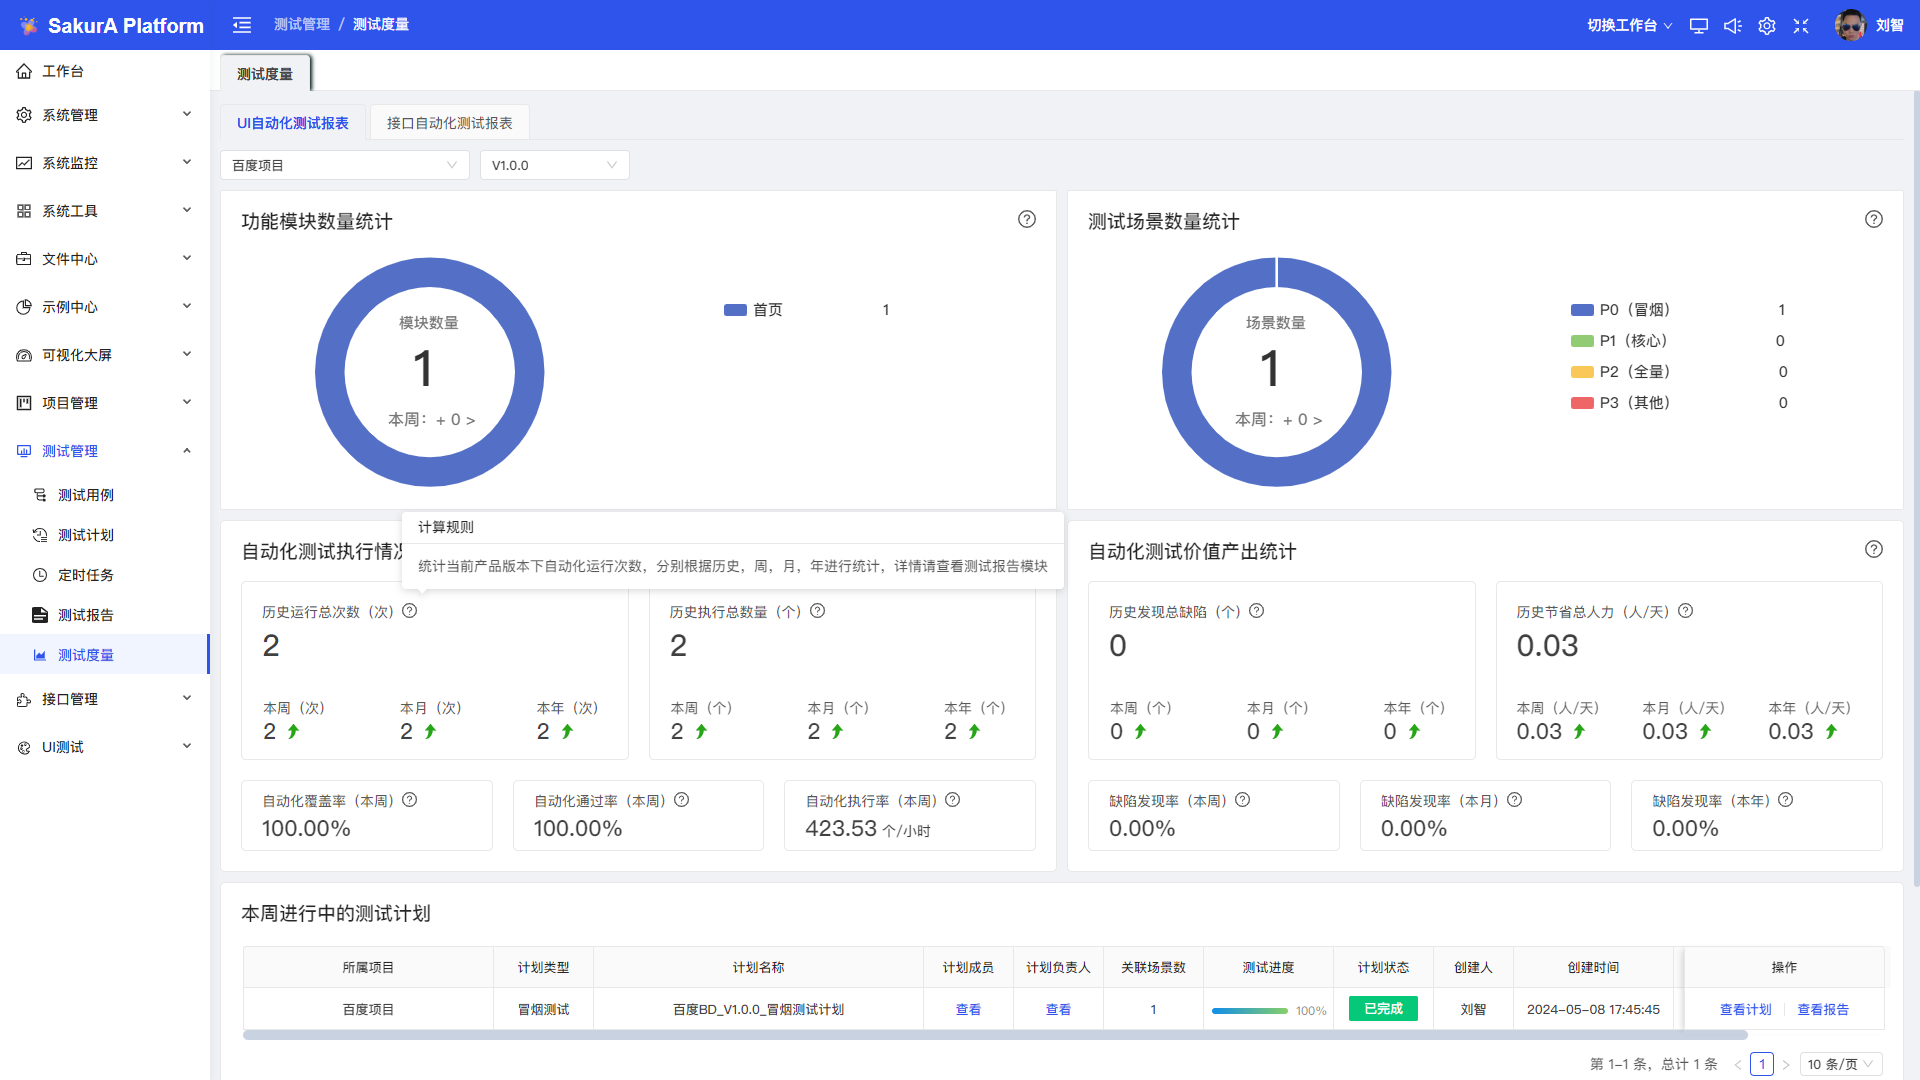 SakurA Platform
测试管理 / 测试度量
切换工作台
刘智
工作台
系统管理
系统监控
系统工具
文件中心
示例中心
可视化大屏
项目管理
测试管理
测试用例
测试计划
定时任务
测试报告
测试度量
接口管理
UI测试
测试度量
UI自动化测试报表
接口自动化测试报表
百度项目
V1.0.0
功能模块数量统计
模块数量
1
本周：+ 0 >
首页 1
测试场景数量统计
场景数量
1
本周：+ 0 >
P0（冒烟） 1
P1（核心） 0
P2（全量） 0
P3（其他） 0
自动化测试执行情
计算规则
统计当前产品版本下自动化运行次数，分别根据历史，周，月，年进行统计，详情请查看测试报告模块
历史运行总次数（次）
2
本周（次） 本月（次） 本年（次）
2 2 2
历史执行总数量（个）
2
本周（个） 本月（个） 本年（个）
2 2 2
自动化覆盖率（本周）
100.00%
自动化通过率（本周）
100.00%
自动化执行率（本周）
423.53 个/小时
自动化测试价值产出统计
历史发现总缺陷（个）
0
本周（个） 本月（个） 本年（个）
0 0 0
历史节省总人力（人/天）
0.03
本周（人/天） 本月（人/天） 本年（人/天）
0.03 0.03 0.03
缺陷发现率（本周）
0.00%
缺陷发现率（本月）
0.00%
缺陷发现率（本年）
0.00%
本周进行中的测试计划
所属项目 计划类型 计划名称 计划成员 计划负责人 关联场景数 测试进度 计划状态 创建人 创建时间 操作
百度项目 冒烟测试 百度BD_V1.0.0_冒烟测试计划 查看 查看 1 100% 已完成 刘智 2024-05-08 17:45:45 查看计划 查看报告
第 1-1 条，总计 1 条 < 1 > 10 条/页